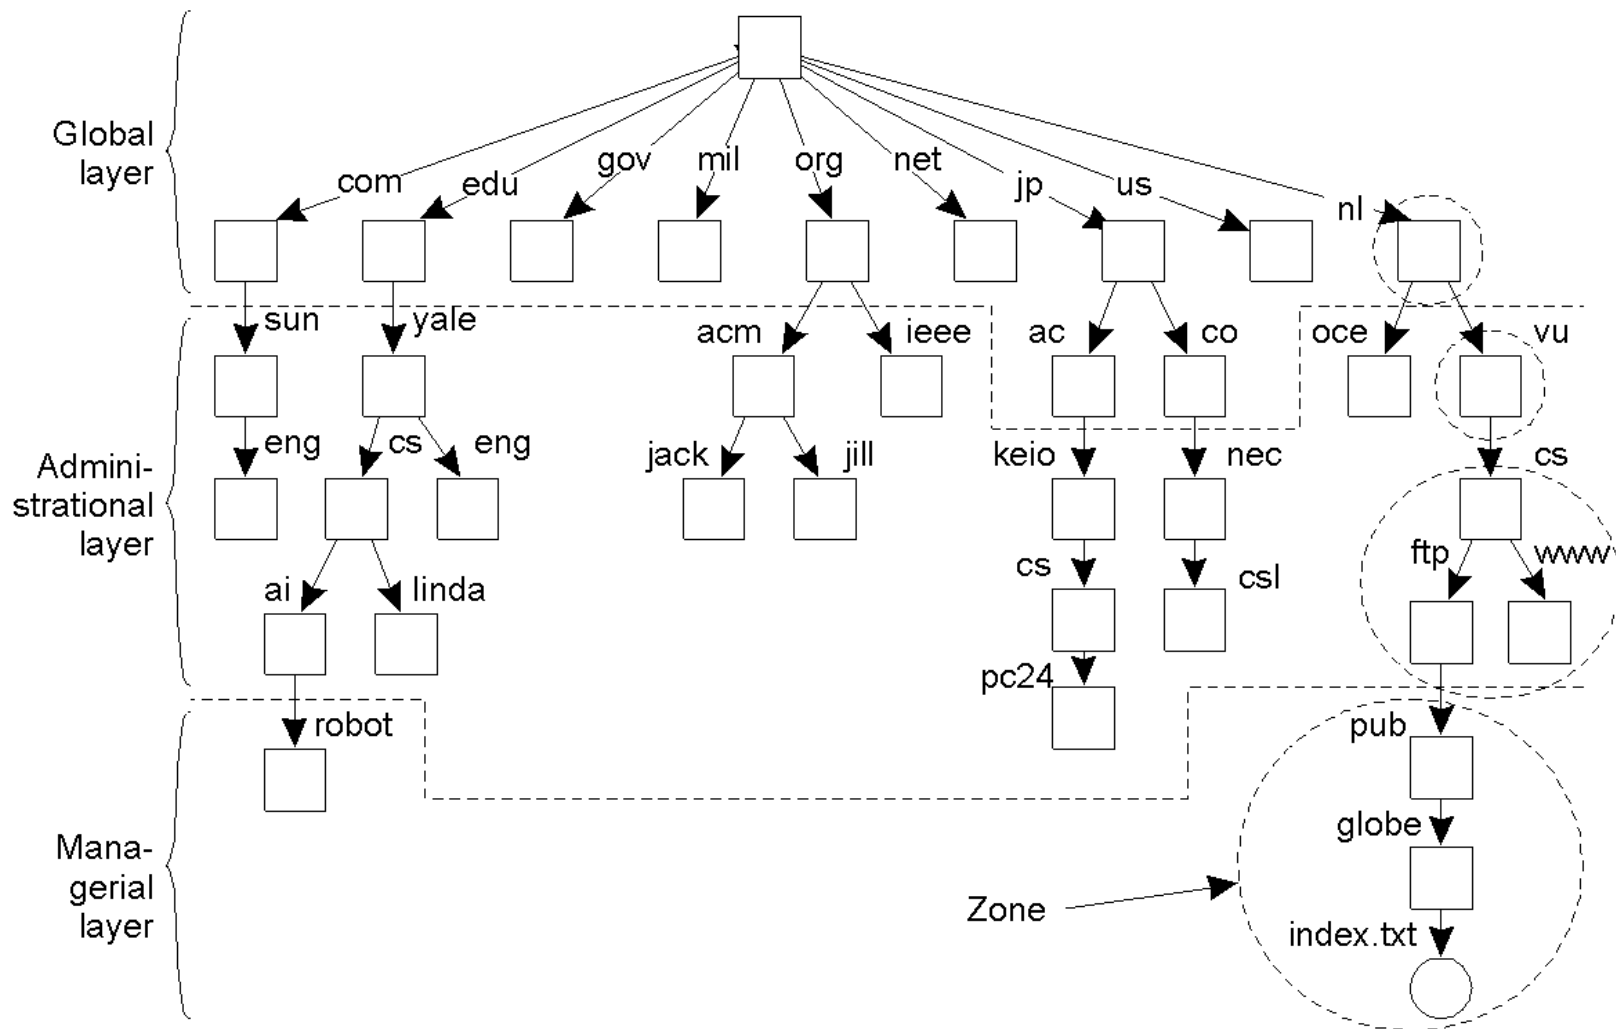 Global
layer
com
edu
gov
mil
org
net
jp
us
nl
sun
yale
acm
ieee
ac
co
oce
vu
Admini-
strational
layer
eng
cs
eng
jack
jill
keio
nec
cs
ai
linda
cs
csl
ftp
www
pc24
Mana-
gerial
layer
robot
pub
globe
Zone
index.txt